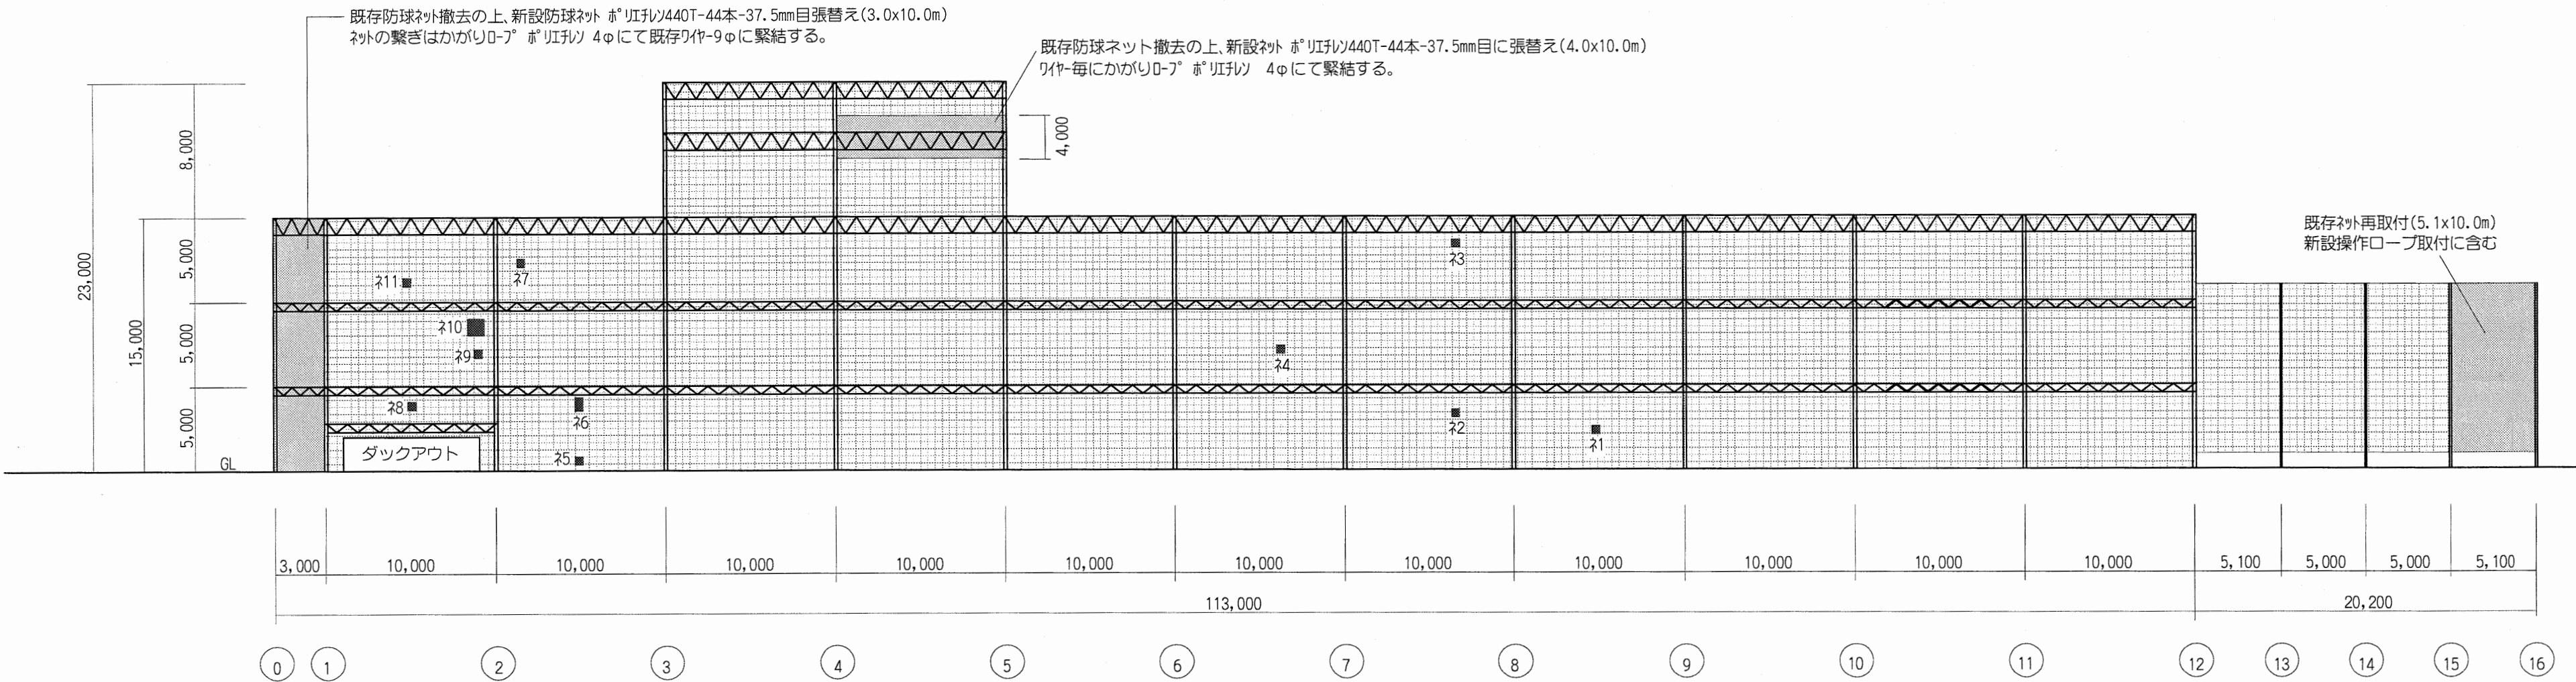 既存防球ﾈｯﾄ撤去の上、新設防球ﾈｯﾄ ﾎﾟﾘｴﾁﾚﾝ440T-44本-37.5mm目張替え(3.0x10.0m)
ﾈｯﾄの繋ぎはかがりﾛｰﾌﾟ ﾎﾟﾘｴﾁﾚﾝ 4φにて既存ﾜｲﾔｰ9φに緊結する。
既存防球ネット撤去の上、新設ﾈｯﾄ ﾎﾟﾘｴﾁﾚﾝ440T-44本-37.5mm目に張替え(4.0x10.0m)
ﾜｲﾔｰ毎にかがりﾛｰﾌﾟ ﾎﾟﾘｴﾁﾚﾝ 4φにて緊結する。
23,000
8,000
4,000
15,000
5,000
5,000
5,000
GL
既存ﾈｯﾄ再取付(5.1x10.0m)
新設操作ロープ取付に含む
ﾈ11
ﾈ7
ﾈ3
ﾈ10
ﾈ9
ﾈ4
ﾈ8
ﾈ6
ﾈ2
ﾈ1
ﾈ5
ダックアウト
3,000 10,000 10,000 10,000 10,000 10,000 10,000 10,000 10,000 10,000 10,000 10,000 5,100 5,000 5,000 5,100
113,000 20,200
0 1 2 3 4 5 6 7 8 9 10 11 12 13 14 15 16